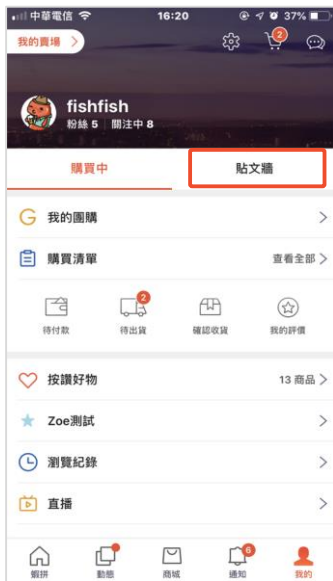 中華電信 16:20 37%
我的賣場 > 2
fishfish
粉絲 5 關注中 8
購買中 貼文牆
我的團購 >
購買清單 查看全部 >
2
待付款 待出貨 確認收貨 我的評價
按讚好物 13 商品 >
Zoe測試 >
瀏覽紀錄 >
直播 >
6
蝦拼 動態 商城 通知 我的